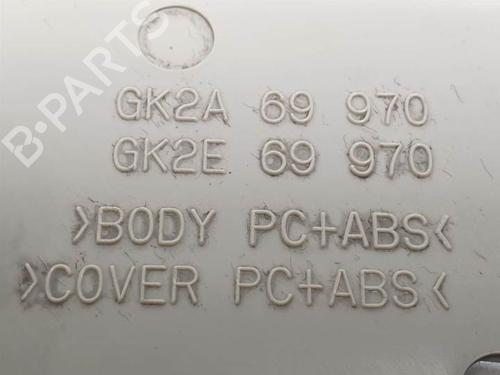 B-PARTS
GK2A 69 970
GK2E 69 970
>BODY PC+ABS<
>COVER PC+ABS<